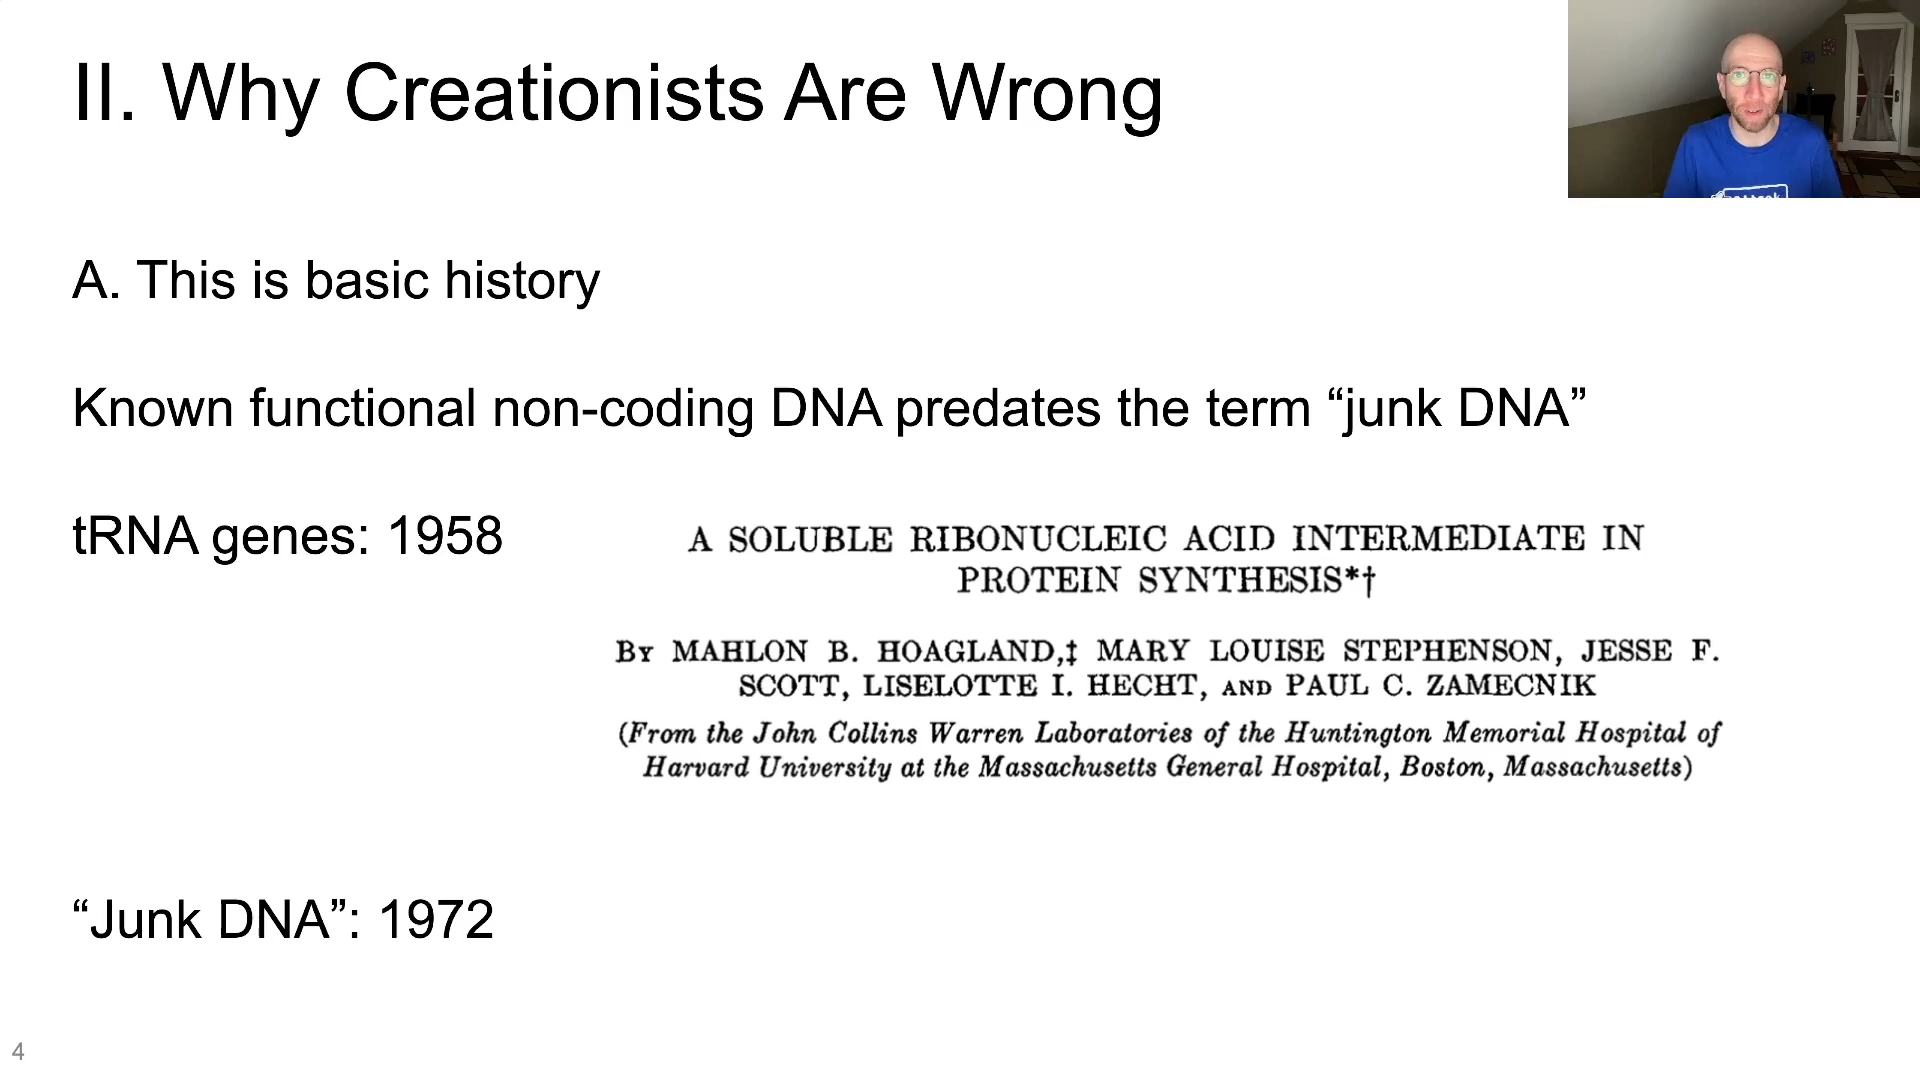 II. Why Creationists Are Wrong
A. This is basic history
Known functional non-coding DNA predates the term “junk DNA”
tRNA genes: 1958
A SOLUBLE RIBONUCLEIC ACID INTERMEDIATE IN
PROTEIN SYNTHESIS*†
By MAHLON B. HOAGLAND,‡ MARY LOUISE STEPHENSON, JESSE F.
SCOTT, LISELOTTE I. HECHT, AND PAUL C. ZAMECNIK
(From the John Collins Warren Laboratories of the Huntington Memorial Hospital of
Harvard University at the Massachusetts General Hospital, Boston, Massachusetts)
“Junk DNA”: 1972
4